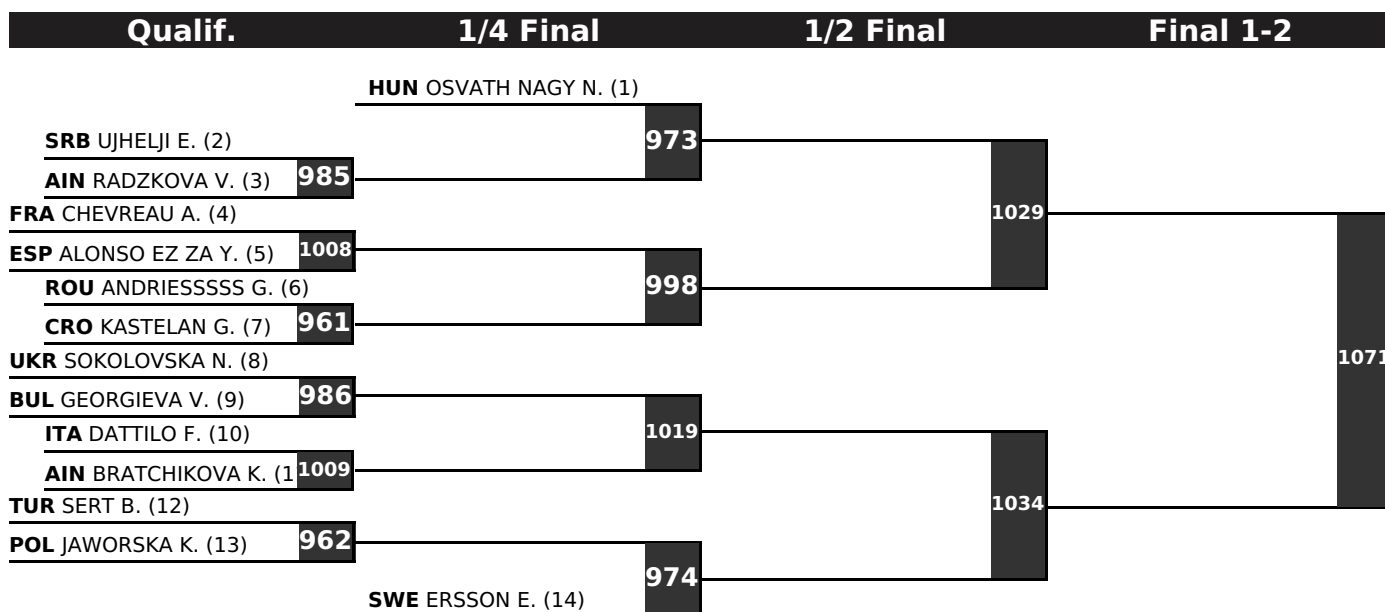 Qualif. 1/4 Final 1/2 Final Final 1-2
HUN OSVATH NAGY N. (1)
973
SRB UJHELJI E. (2)
985
AIN RADZKOVA V. (3)
FRA CHEVREAU A. (4)
1029
1008
ESP ALONSO EZ ZA Y. (5)
998
ROU ANDRIESSSSS G. (6)
961
CRO KASTELAN G. (7)
1071
UKR SOKOLOVSKA N. (8)
986
BUL GEORGIEVA V. (9)
1019
ITA DATTILO F. (10)
1009
AIN BRATCHIKOVA K. (1
1034
TUR SERT B. (12)
962
POL JAWORSKA K. (13)
974
SWE ERSSON E. (14)